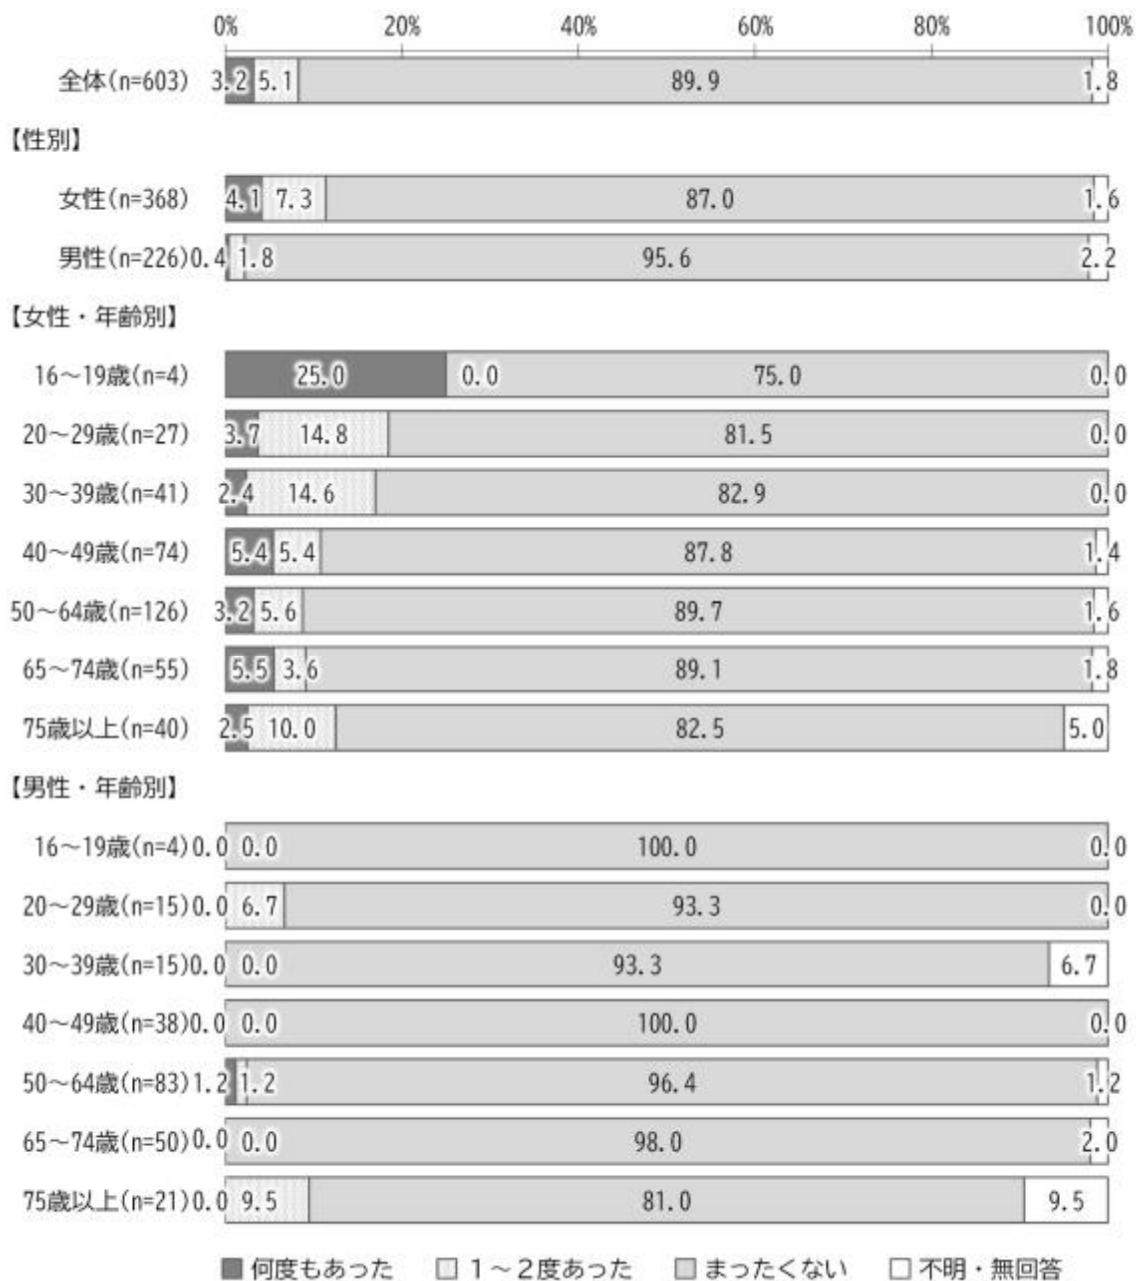 0% 20% 40% 60% 80% 100%
全体(n=603) 3.2 5.1 89.9 1.8
【性別】
女性(n=368) 4.1 7.3 87.0 1.6
男性(n=226) 0.4 1.8 95.6 2.2
【女性・年齢別】
16～19歳(n=4) 25.0 0.0 75.0 0.0
20～29歳(n=27) 3.7 14.8 81.5 0.0
30～39歳(n=41) 2.4 14.6 82.9 0.0
40～49歳(n=74) 5.4 5.4 87.8 1.4
50～64歳(n=126) 3.2 5.6 89.7 1.6
65～74歳(n=55) 5.5 3.6 89.1 1.8
75歳以上(n=40) 2.5 10.0 82.5 5.0
【男性・年齢別】
16～19歳(n=4) 0.0 0.0 100.0 0.0
20～29歳(n=15) 0.0 6.7 93.3 0.0
30～39歳(n=15) 0.0 0.0 93.3 6.7
40～49歳(n=38) 0.0 0.0 100.0 0.0
50～64歳(n=83) 1.2 1.2 96.4 1.2
65～74歳(n=50) 0.0 0.0 98.0 2.0
75歳以上(n=21) 0.0 9.5 81.0 9.5
何度もあった １～２度あった まったくない 不明・無回答